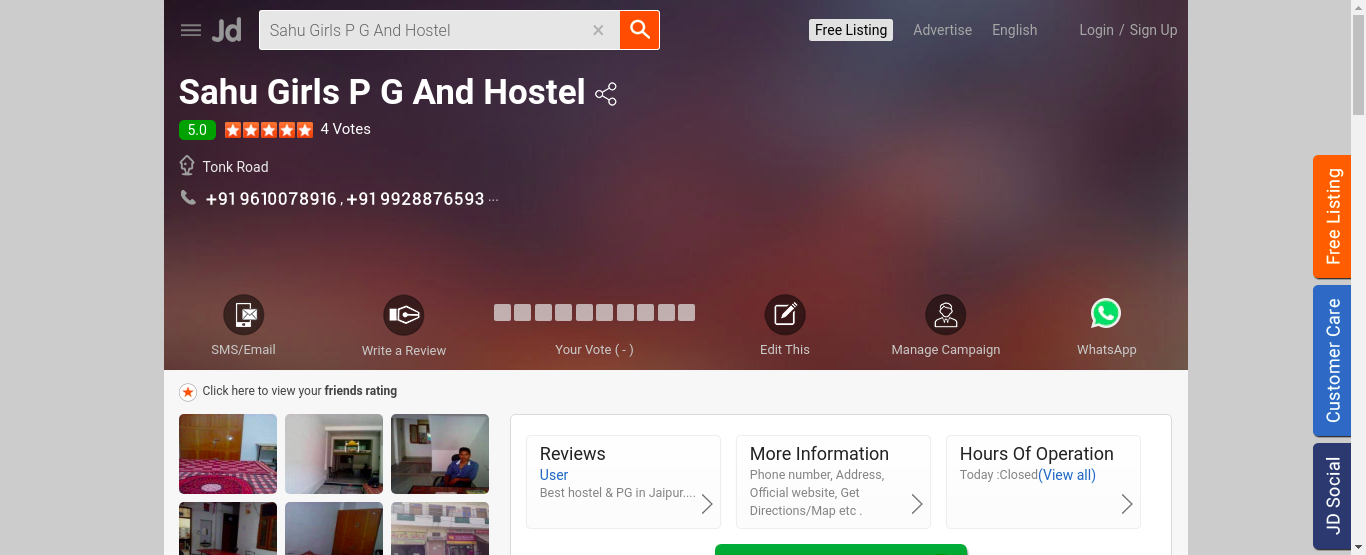 Jd
Sahu Girls P G And Hostel
Free Listing
Advertise
English
Login / Sign Up
Sahu Girls P G And Hostel
5.0
4 Votes
Tonk Road
+91 9610078916 , +91 9928876593 ...
SMS/Email
Write a Review
Your Vote ( - )
Edit This
Manage Campaign
WhatsApp
Click here to view your friends rating
Reviews
User
Best hostel & PG in Jaipur....
More Information
Phone number, Address,
Official website, Get
Directions/Map etc .
Hours Of Operation
Today :Closed(View all)
Free Listing
Customer Care
JD Social